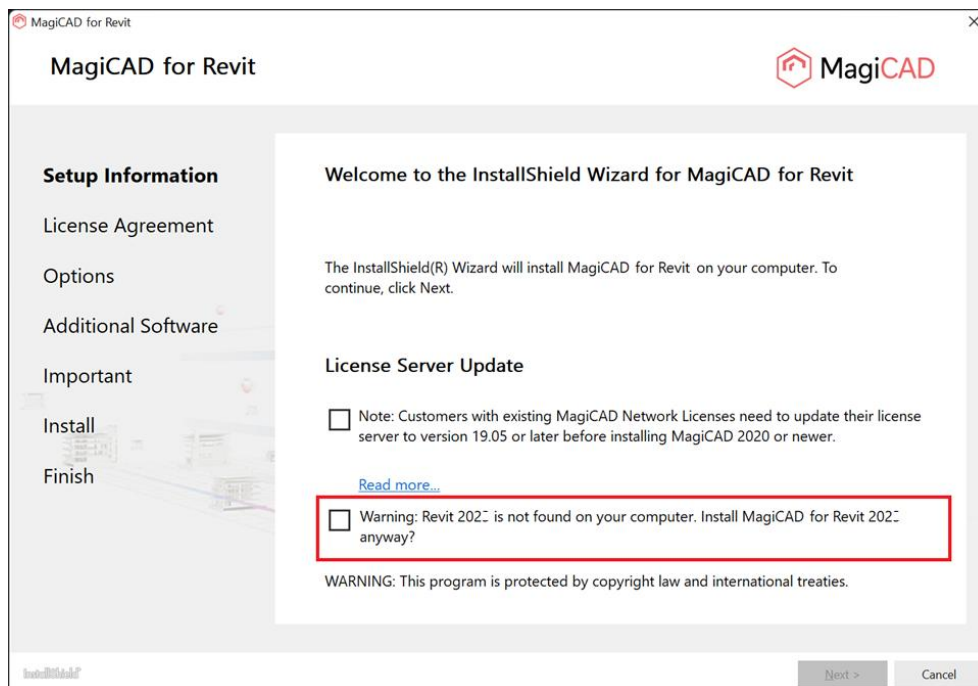 MagiCAD for Revit
MagiCAD for Revit
MagiCAD
Setup Information
License Agreement
Options
Additional Software
Important
Install
Finish
Welcome to the InstallShield Wizard for MagiCAD for Revit
The InstallShield(R) Wizard will install MagiCAD for Revit on your computer. To
continue, click Next.
License Server Update
Note: Customers with existing MagiCAD Network Licenses need to update their license
server to version 19.05 or later before installing MagiCAD 2020 or newer.
Read more...
Warning: Revit is not found on your computer. Install MagiCAD for Revit
anyway?
WARNING: This program is protected by copyright law and international treaties.
InstallShield
Next >
Cancel